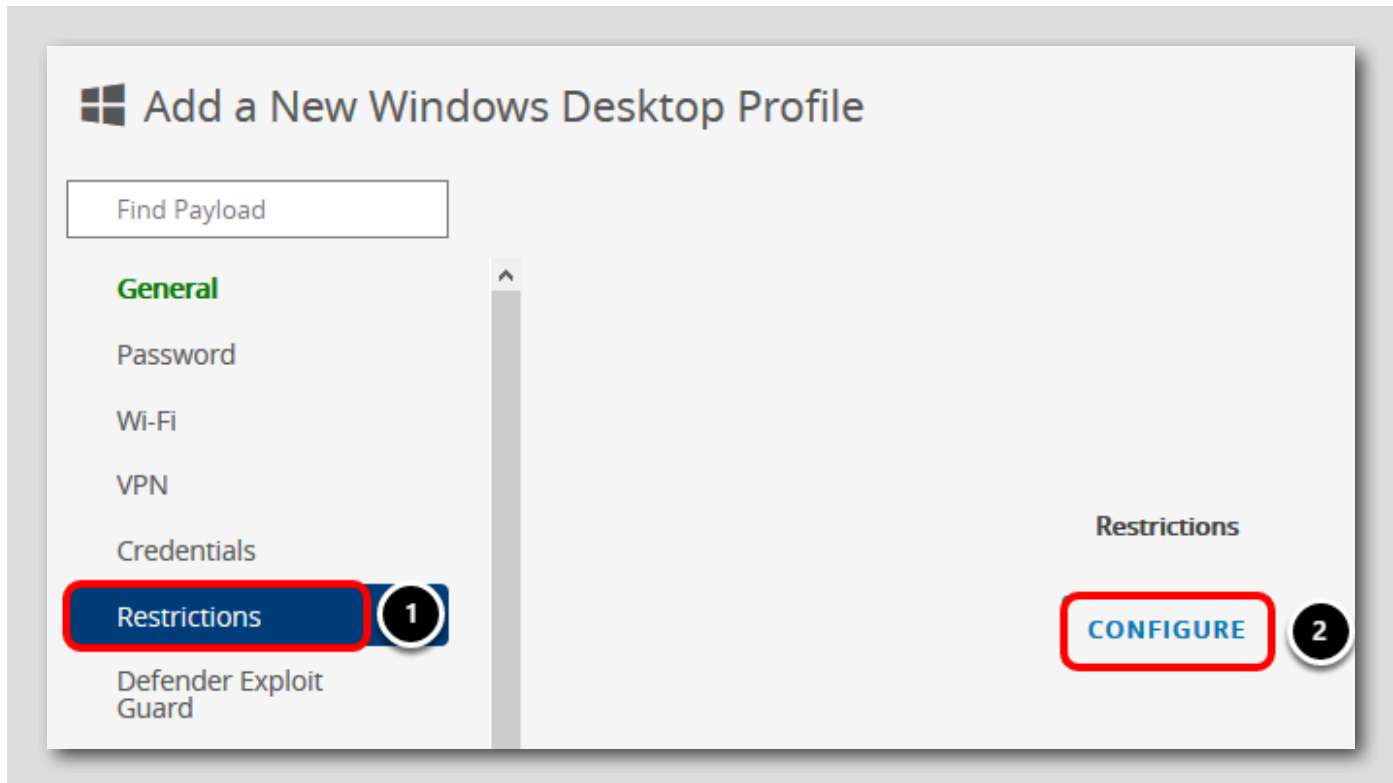 Add a New Windows Desktop Profile
Find Payload
General
Password
Wi-Fi
VPN
Credentials
Restrictions
1
Defender Exploit
Guard
Restrictions
CONFIGURE
2